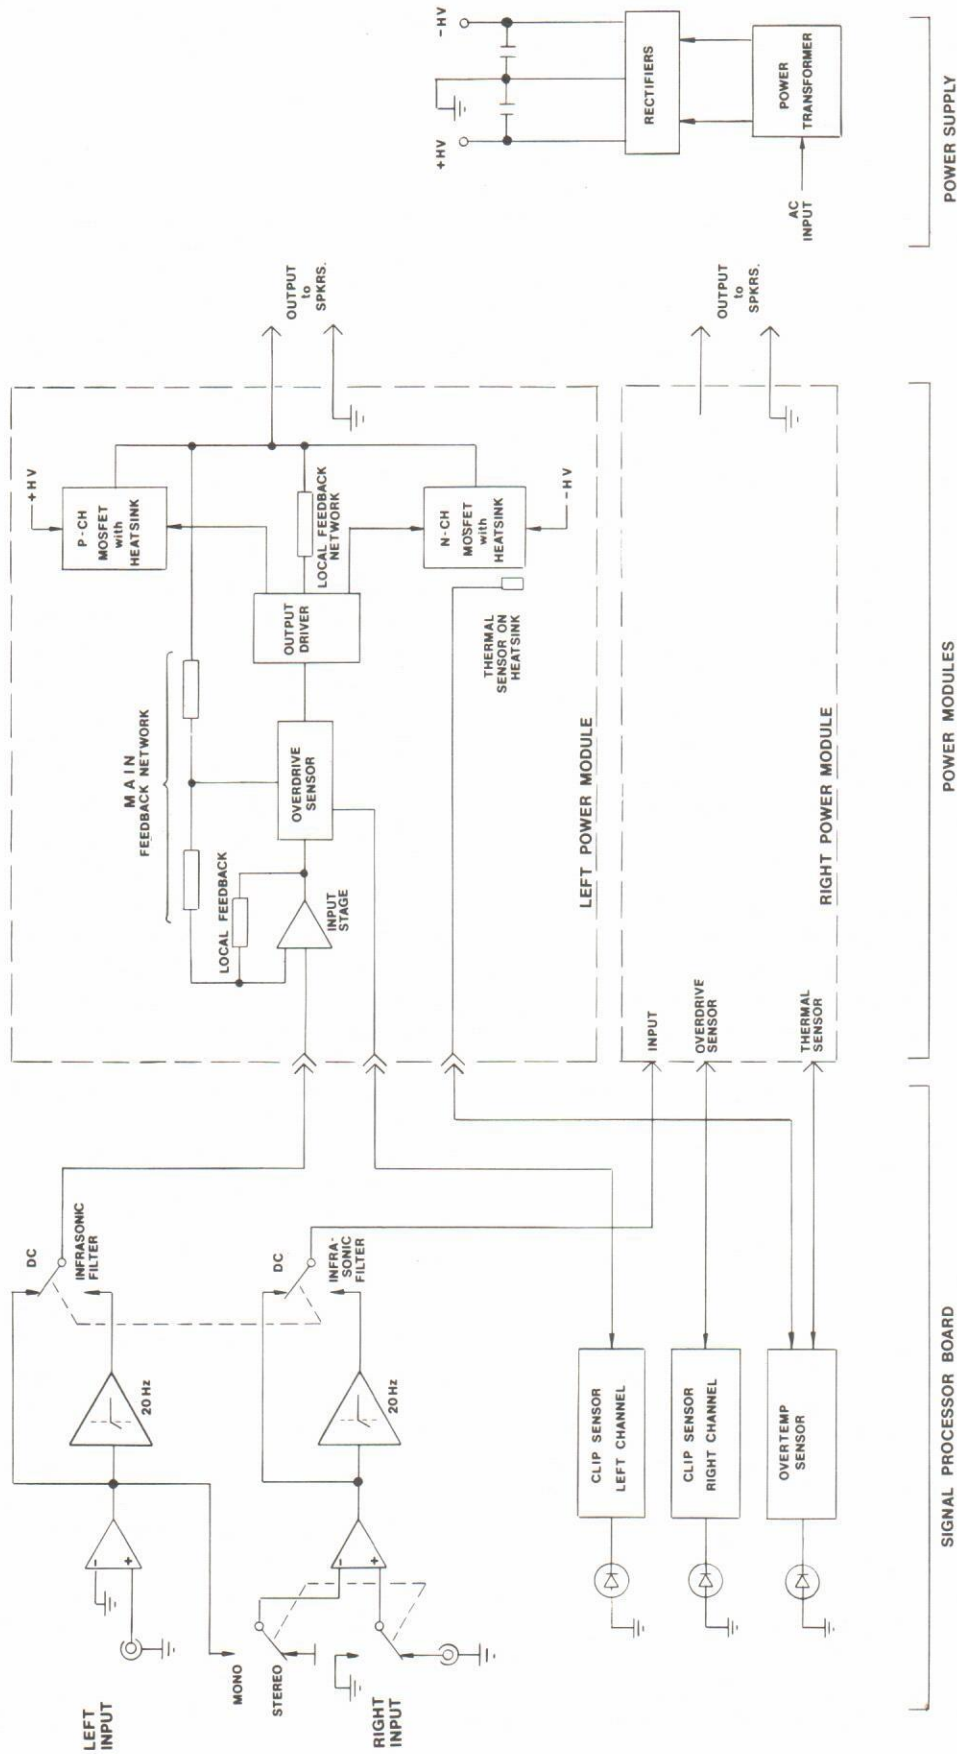 LEFT
INPUT
MONO
STEREO
RIGHT
INPUT
-
+
-
+
20 Hz
20 Hz
DC
INFRASONIC
FILTER
DC
INFRA-
SONIC
FILTER
CLIP SENSOR
LEFT CHANNEL
CLIP SENSOR
RIGHT CHANNEL
OVERTEMP
SENSOR
SIGNAL PROCESSOR BOARD
MAIN
FEEDBACK NETWORK
LOCAL FEEDBACK
INPUT
STAGE
OVERDRIVE
SENSOR
OUTPUT
DRIVER
LOCAL FEEDBACK
NETWORK
+HV
P-CH
MOSFET
with
HEATSINK
N-CH
MOSFET
with
HEATSINK
-HV
THERMAL
SENSOR ON
HEATSINK
LEFT POWER MODULE
OUTPUT
to
SPKRS.
INPUT
OVERDRIVE
SENSOR
THERMAL
SENSOR
RIGHT POWER MODULE
OUTPUT
to
SPKRS.
POWER MODULES
+HV
-HV
RECTIFIERS
POWER
TRANSFORMER
AC
INPUT
POWER SUPPLY